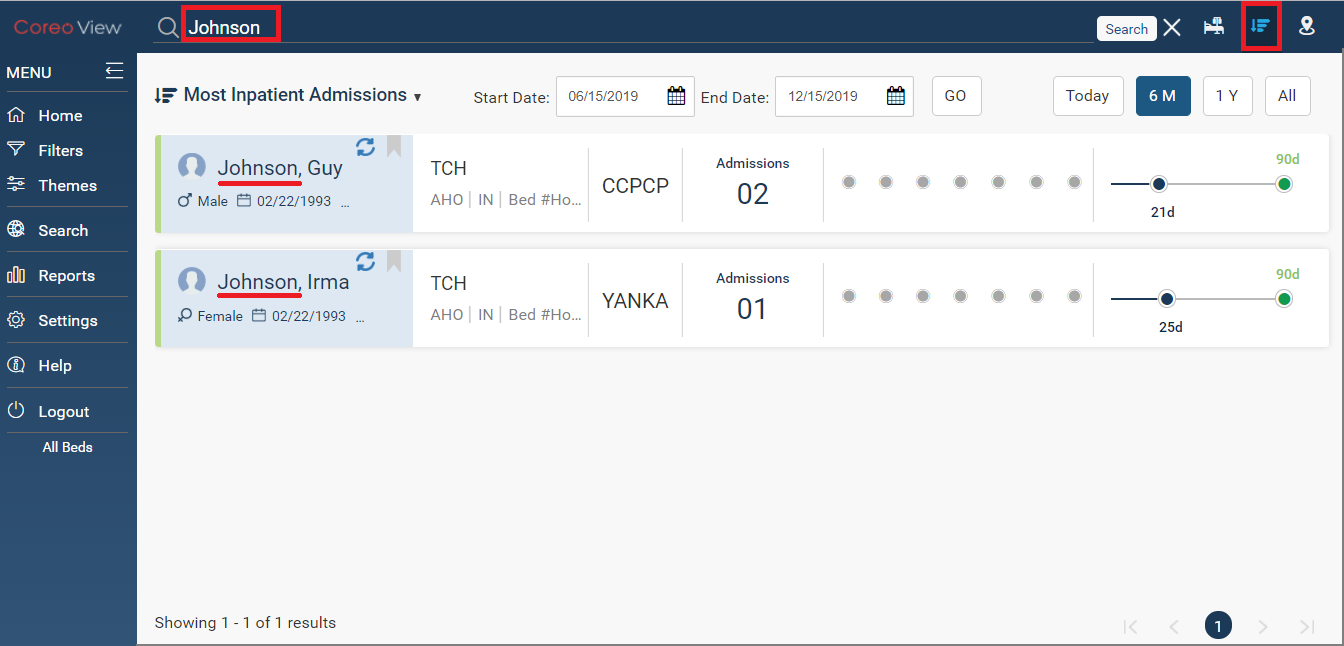 Coreo View
Johnson
Search
MENU
Home
Filters
Themes
Search
Reports
Settings
Help
Logout
All Beds
Most Inpatient Admissions
Start Date: 06/15/2019 End Date: 12/15/2019 GO Today 6 M 1 Y All
Johnson, Guy
Male 02/22/1993 ...
TCH
AHO | IN | Bed #Ho...
CCPCP
Admissions
02
90d
21d
Johnson, Irma
Female 02/22/1993 ...
TCH
AHO | IN | Bed #Ho...
YANKA
Admissions
01
90d
25d
Showing 1 - 1 of 1 results
1